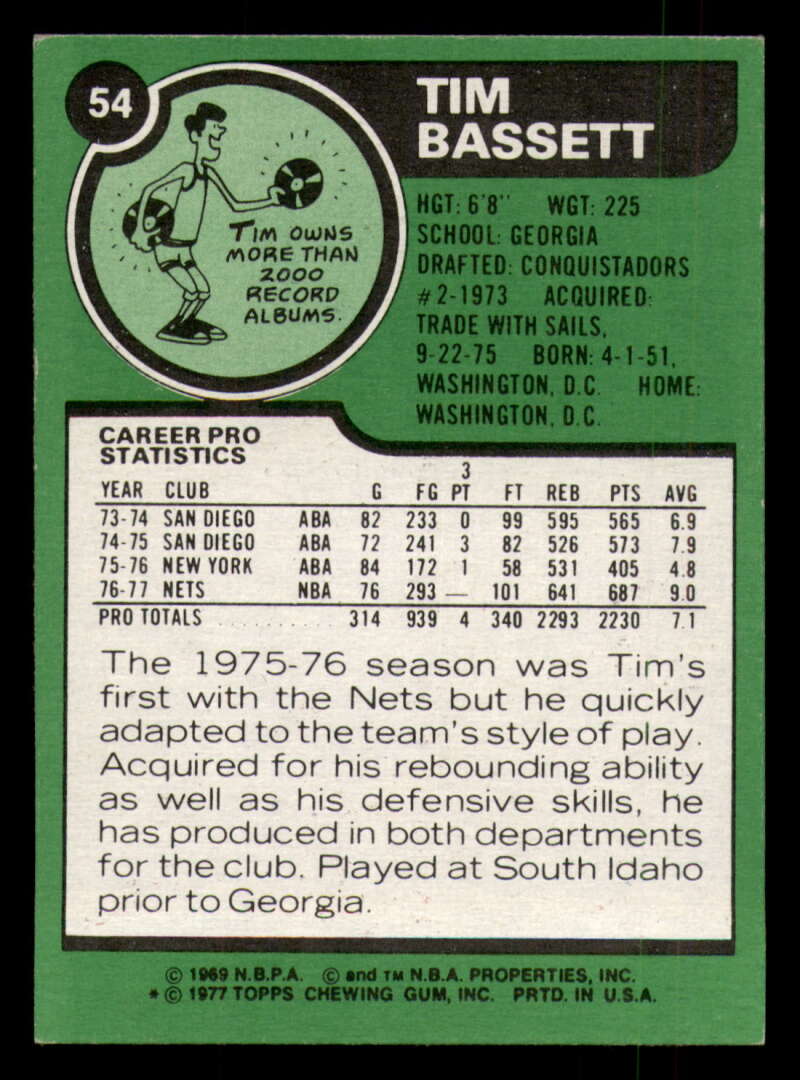 54
TIM
BASSETT
TIM OWNS
MORE THAN
2000
RECORD
ALBUMS.
HGT: 6'8" WGT: 225
SCHOOL: GEORGIA
DRAFTED: CONQUISTADORS
#2-1973 ACQUIRED:
TRADE WITH SAILS,
9-22-75 BORN: 4-1-51,
WASHINGTON, D.C. HOME:
WASHINGTON, D.C.
CAREER PRO
STATISTICS
YEAR CLUB G FG 3 PT FT REB PTS AVG
73-74 SAN DIEGO ABA 82 233 0 99 595 565 6.9
74-75 SAN DIEGO ABA 72 241 3 82 526 573 7.9
75-76 NEW YORK ABA 84 172 1 58 531 405 4.8
76-77 NETS NBA 76 293 — 101 641 687 9.0
PRO TOTALS . . . . . . . . . . 314 939 4 340 2293 2230 7.1
The 1975-76 season was Tim's
first with the Nets but he quickly
adapted to the team's style of play.
Acquired for his rebounding ability
as well as his defensive skills, he
has produced in both departments
for the club. Played at South Idaho
prior to Georgia.
© 1969 N.B.P.A. © and TM N.B.A. PROPERTIES, INC.
* © 1977 TOPPS CHEWING GUM, INC. PRTD. IN U.S.A.